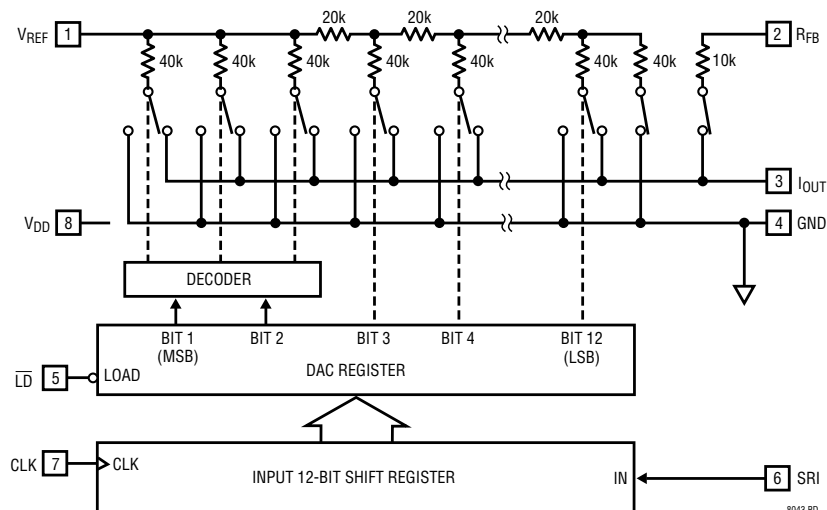 20k 20k 20k
VREF 1 2 RFB
40k 40k 40k 40k 40k 40k 40k 10k
3 IOUT
VDD 8 4 GND
DECODER
BIT 1 (MSB) BIT 2 BIT 3 BIT 4 BIT 12 (LSB)
LD 5 LOAD DAC REGISTER
CLK 7 CLK INPUT 12-BIT SHIFT REGISTER IN 6 SRI
8043 BD